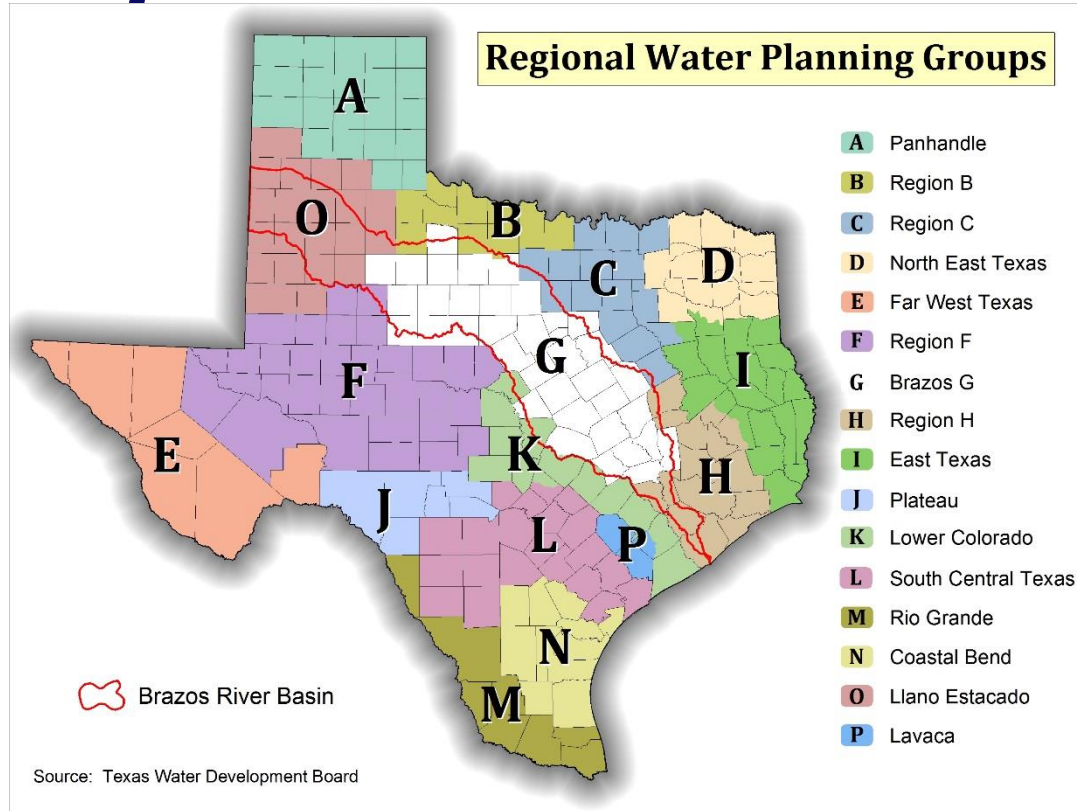 Regional Water Planning Groups
A
O
B
C
D
E
F
G
H
I
J
K
L
P
M
N
A Panhandle
B Region B
C Region C
D North East Texas
E Far West Texas
F Region F
G Brazos G
H Region H
I East Texas
J Plateau
K Lower Colorado
L South Central Texas
M Rio Grande
N Coastal Bend
O Llano Estacado
P Lavaca
Brazos River Basin
Source: Texas Water Development Board